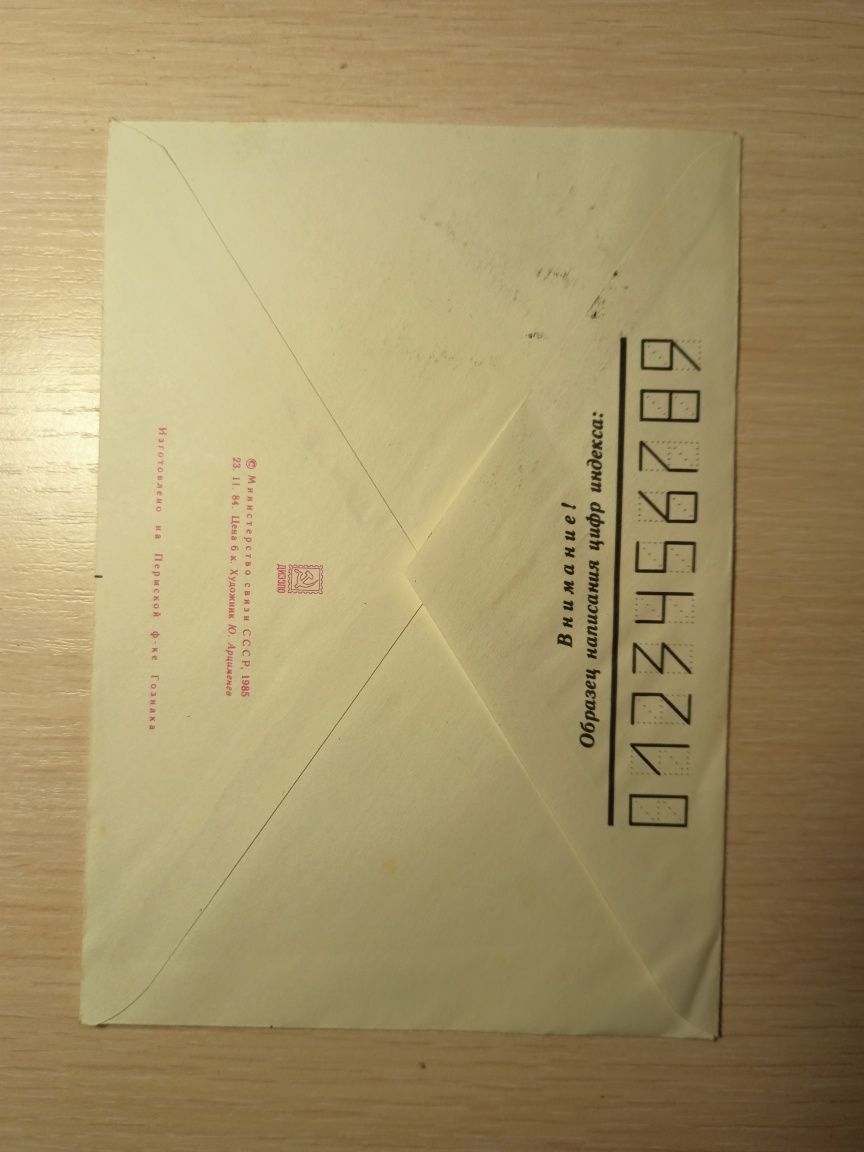 Внимание!
Образец написания цифр индекса:
0123456789
ДИЭЗПО
© Министерство связи СССР, 1985
23. 11. 84. Цена 6 к. Художник Ю. Арцименев
Изготовлено на Пермской ф-ке Гознака